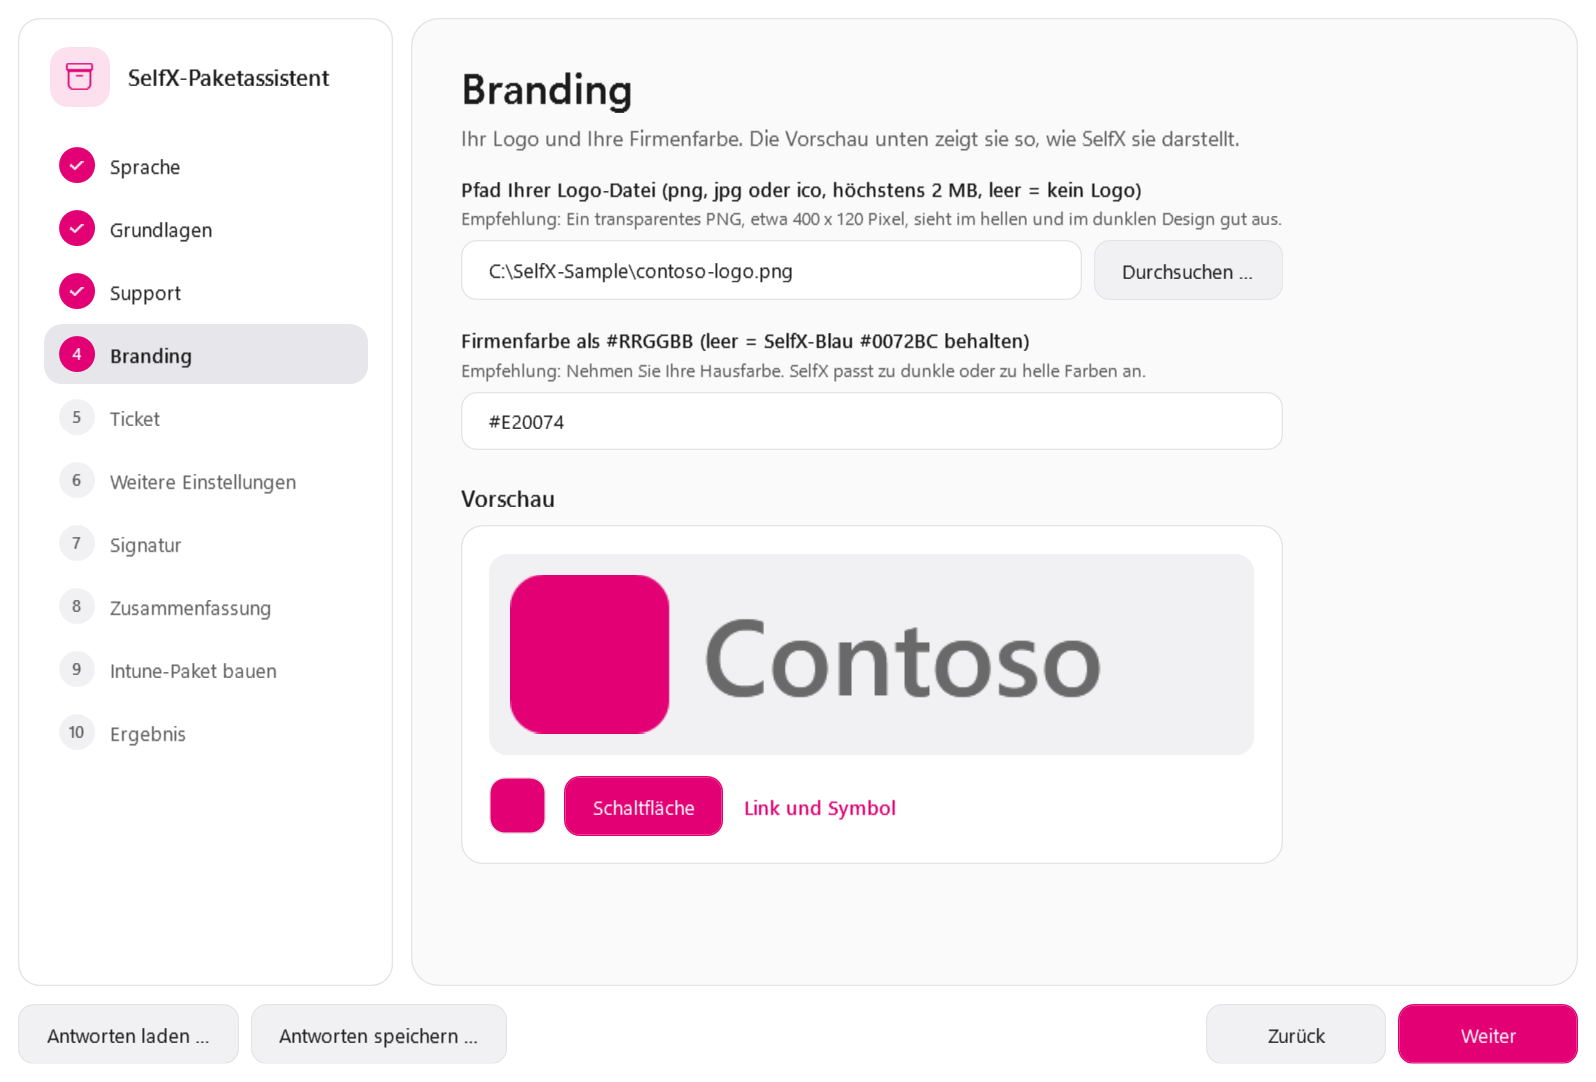 SelfX-Paketassistent
Sprache
Grundlagen
Support
4 Branding
5 Ticket
6 Weitere Einstellungen
7 Signatur
8 Zusammenfassung
9 Intune-Paket bauen
10 Ergebnis
Branding
Ihr Logo und Ihre Firmenfarbe. Die Vorschau unten zeigt sie so, wie SelfX sie darstellt.
Pfad Ihrer Logo-Datei (png, jpg oder ico, höchstens 2 MB, leer = kein Logo)
Empfehlung: Ein transparentes PNG, etwa 400 x 120 Pixel, sieht im hellen und im dunklen Design gut aus.
C:\SelfX-Sample\contoso-logo.png
Durchsuchen ...
Firmenfarbe als #RRGGBB (leer = SelfX-Blau #0072BC behalten)
Empfehlung: Nehmen Sie Ihre Hausfarbe. SelfX passt zu dunkle oder zu helle Farben an.
#E20074
Vorschau
Contoso
Schaltfläche
Link und Symbol
Antworten laden ...
Antworten speichern ...
Zurück
Weiter